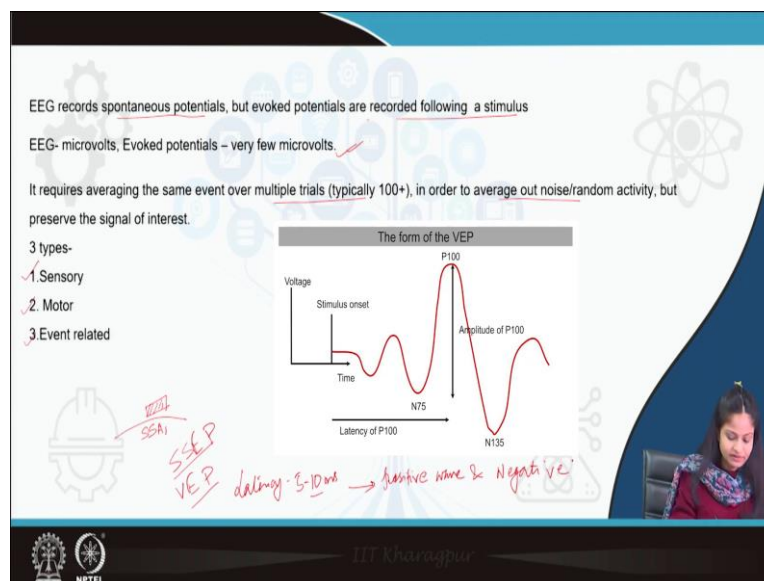 EEG records spontaneous potentials, but evoked potentials are recorded following a stimulus
EEG- microvolts, Evoked potentials – very few microvolts.
It requires averaging the same event over multiple trials (typically 100+), in order to average out noise/random activity, but
preserve the signal of interest.
3 types-
1.Sensory
2. Motor
3.Event related
The form of the VEP
P100
Voltage
Stimulus onset
Amplitude of P100
Time
N75
Latency of P100
N135
SSEP
VEP
Latency - 3-10 ms → positive wave & Negative
IIT Kharagpur
NPTEL